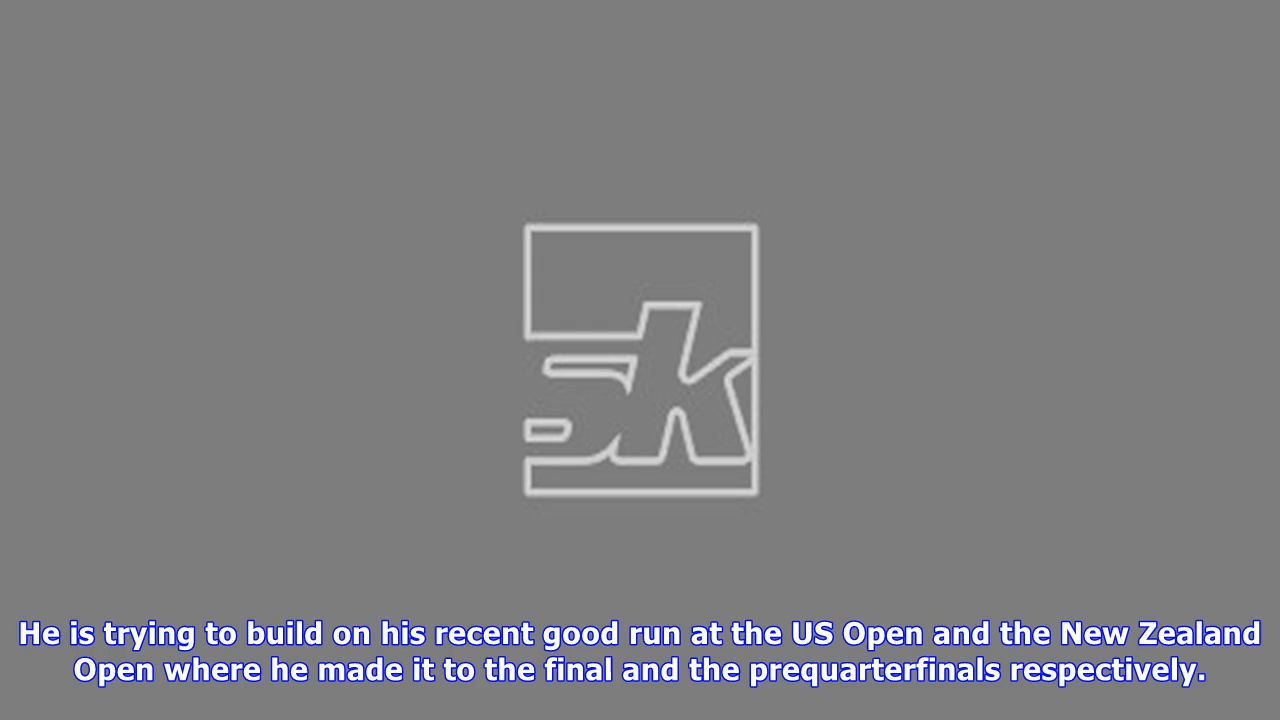 sk
He is trying to build on his recent good run at the US Open and the New Zealand
Open where he made it to the final and the prequarterfinals respectively.